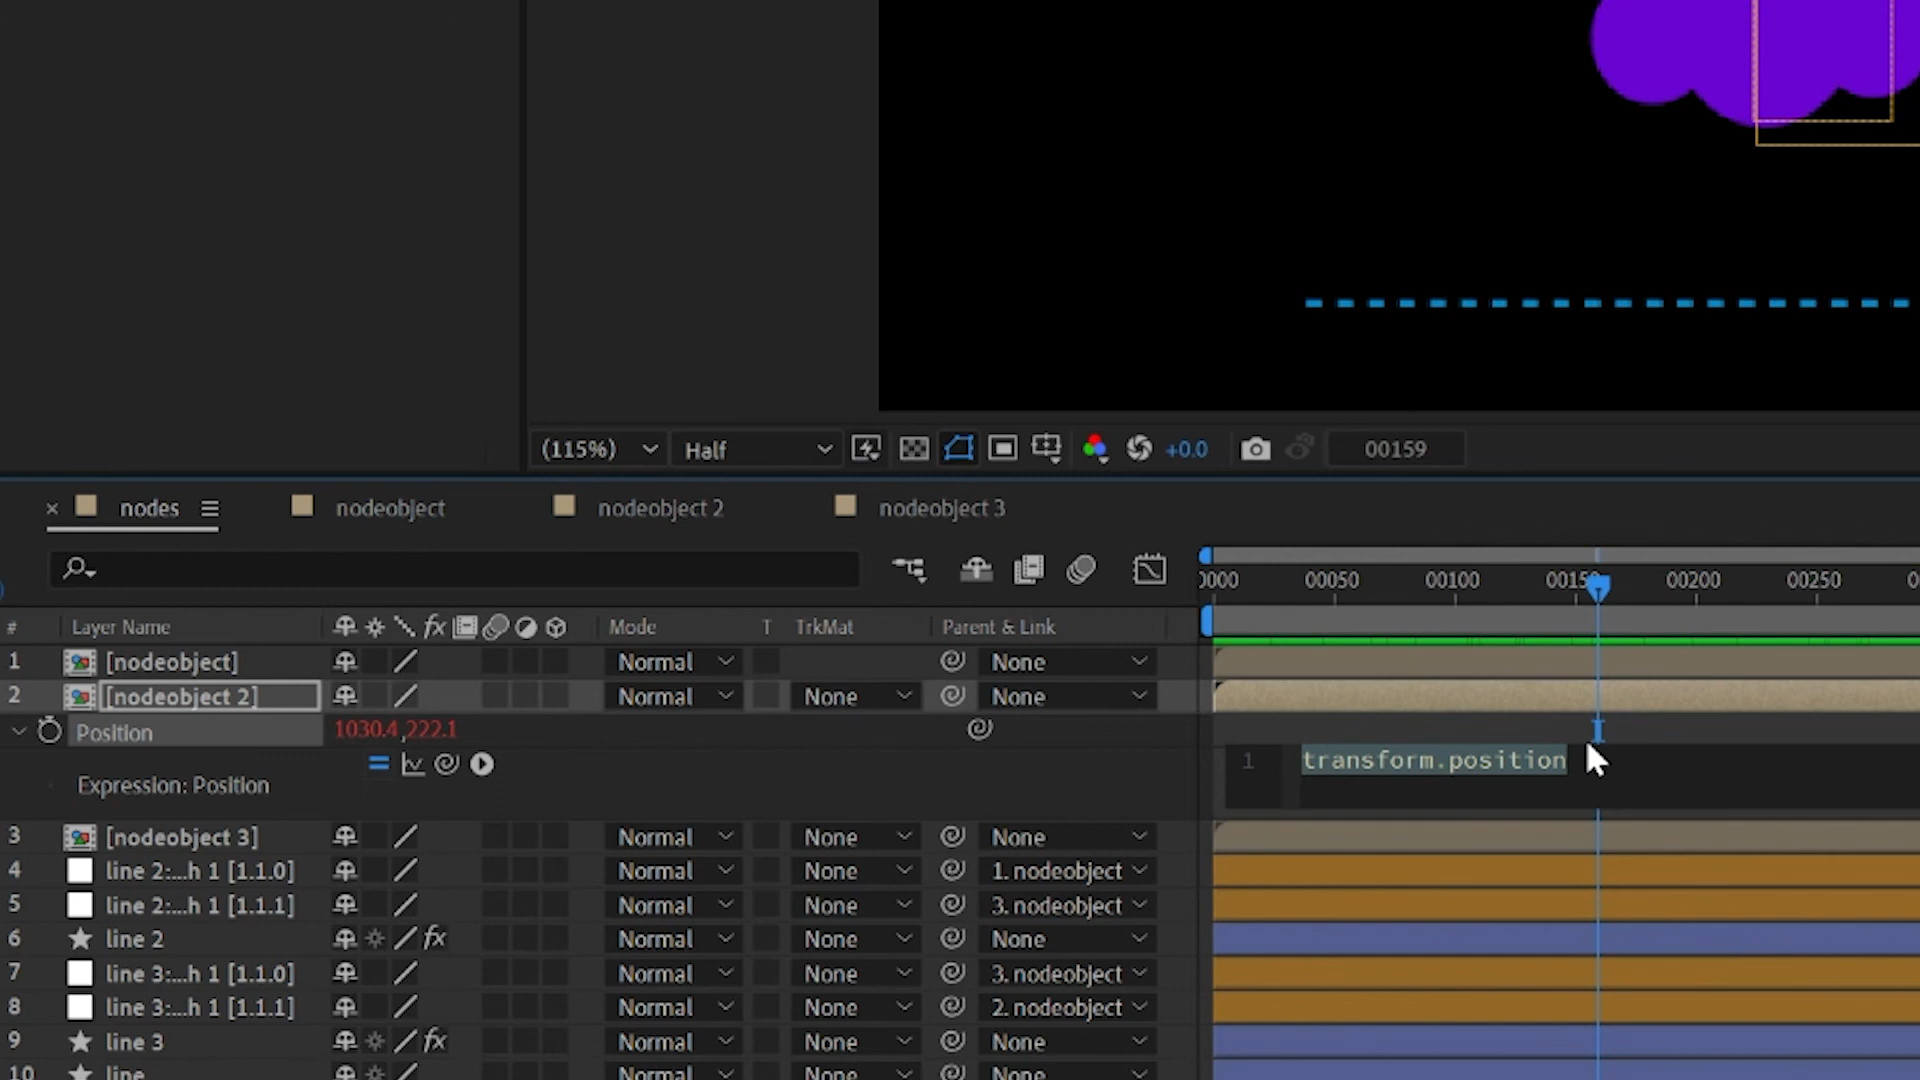 (115%) Half +0.0 00159
× nodes nodeobject nodeobject 2 nodeobject 3
00050 00100 00200 00250
# Layer Name fx Mode T TrkMat Parent & Link
1 [nodeobject] Normal None
2 [nodeobject 2] Normal None None
Position 1030.4,222.1
1 transform.position
Expression: Position
3 [nodeobject 3] Normal None None
4 line 2:...h 1 [1.1.0] Normal None 1. nodeobject
5 line 2:...h 1 [1.1.1] Normal None 3. nodeobject
6 line 2 fx Normal None None
7 line 3:...h 1 [1.1.0] Normal None 3. nodeobject
8 line 3:...h 1 [1.1.1] Normal None 2. nodeobject
9 line 3 fx Normal None None
10 line Normal None None